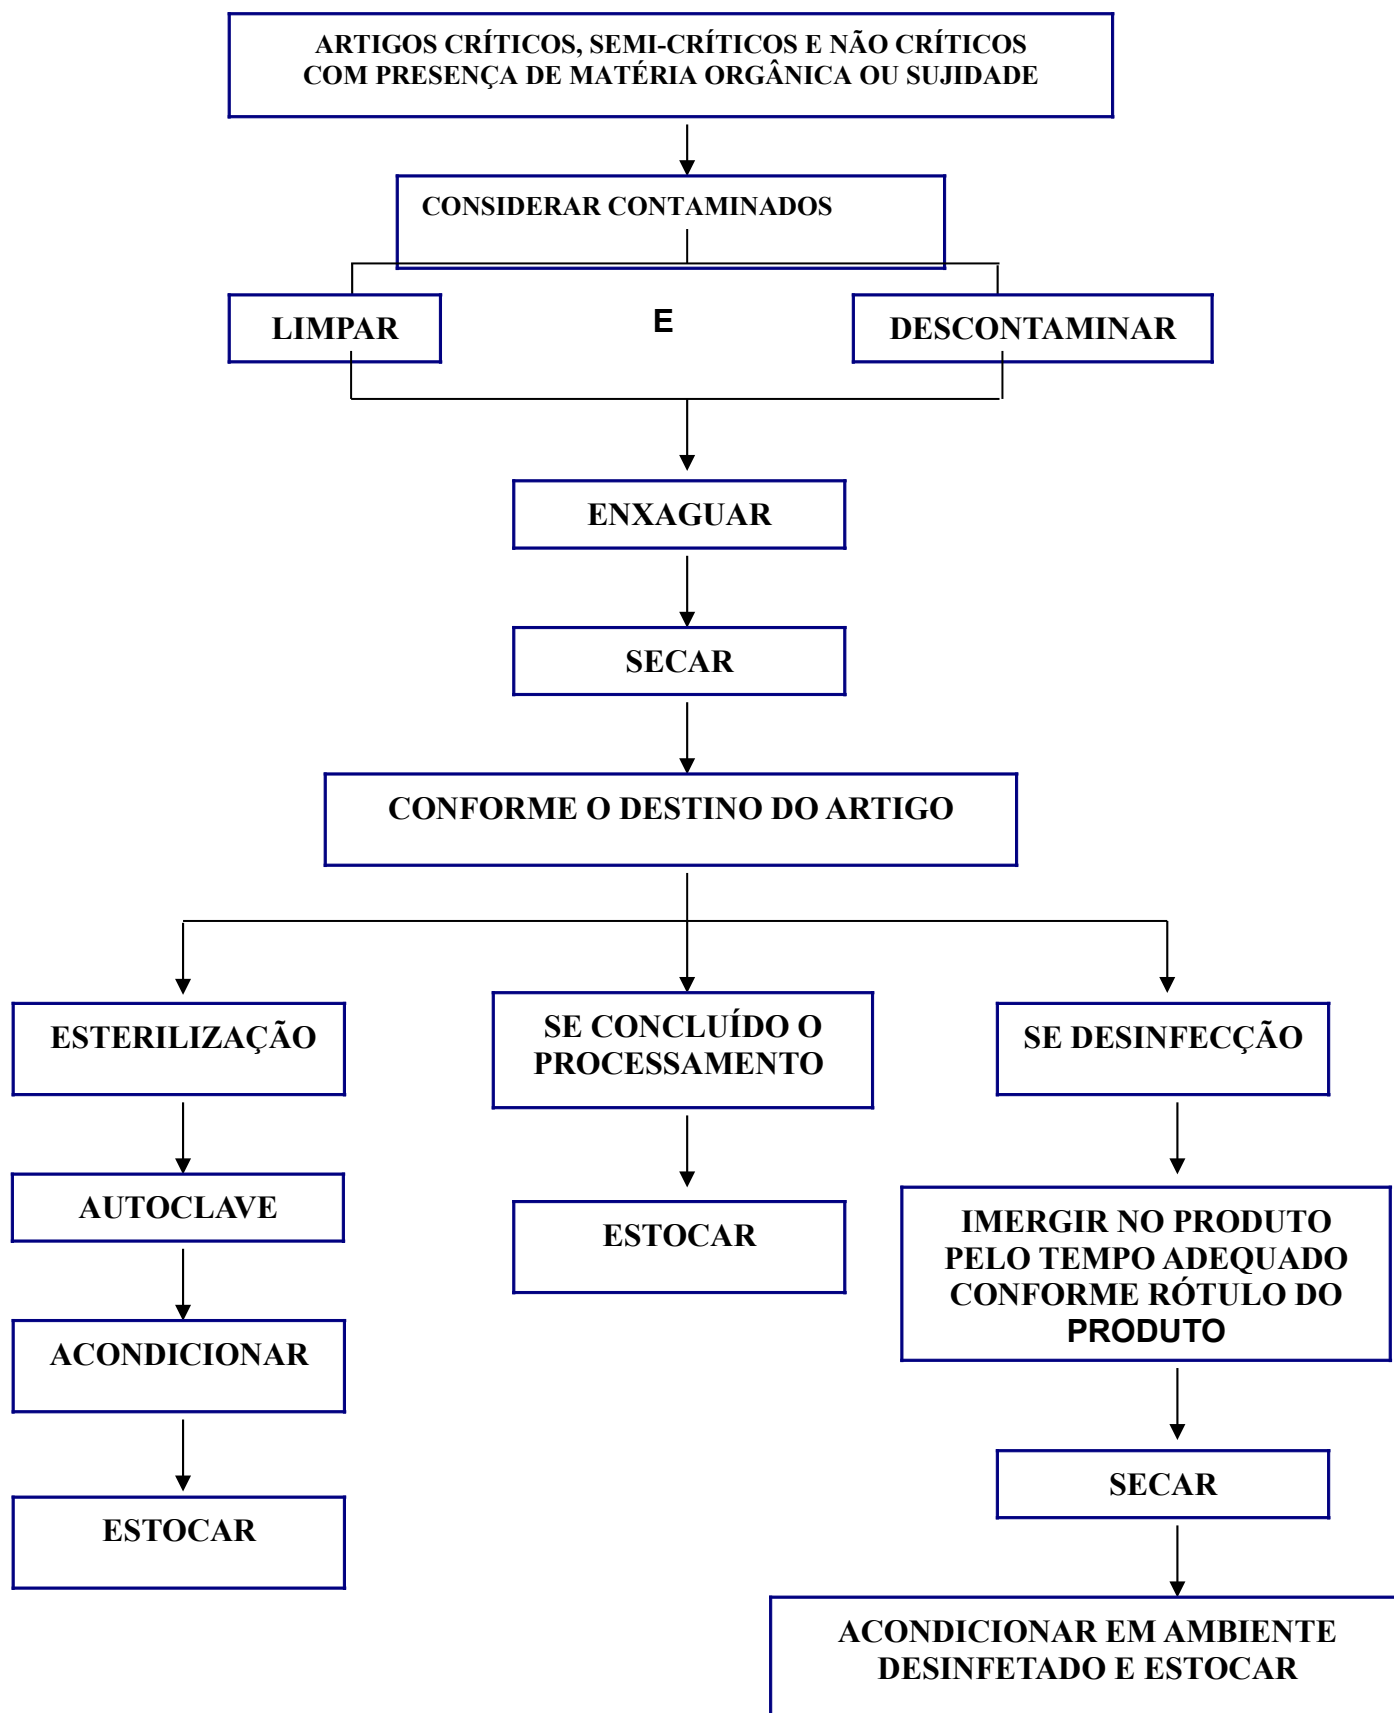 ARTIGOS CRÍTICOS, SEMI-CRÍTICOS E NÃO CRÍTICOS
COM PRESENÇA DE MATÉRIA ORGÂNICA OU SUJIDADE
CONSIDERAR CONTAMINADOS
LIMPAR
E
DESCONTAMINAR
ENXAGUAR
SECAR
CONFORME O DESTINO DO ARTIGO
ESTERILIZAÇÃO
AUTOCLAVE
ACONDICIONAR
ESTOCAR
SE CONCLUÍDO O
PROCESSAMENTO
ESTOCAR
SE DESINFECÇÃO
IMERGIR NO PRODUTO
PELO TEMPO ADEQUADO
CONFORME RÓTULO DO
PRODUTO
SECAR
ACONDICIONAR EM AMBIENTE
DESINFETADO E ESTOCAR